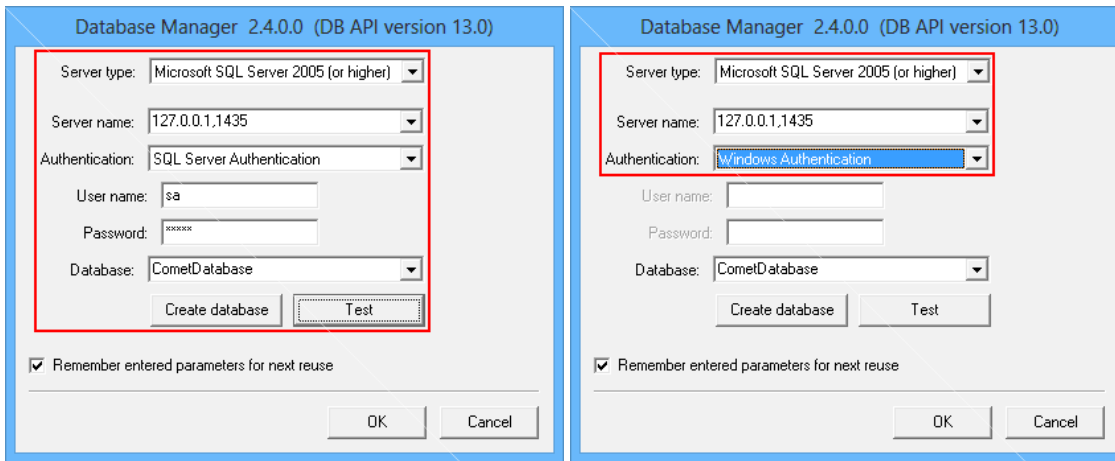 Database Manager 2.4.0.0 (DB API version 13.0)
Server type: Microsoft SQL Server 2005 (or higher)
Server name: 127.0.0.1,1435
Authentication: SQL Server Authentication
User name: sa
Password: *****
Database: CometDatabase
Create database Test
Remember entered parameters for next reuse
OK Cancel
Database Manager 2.4.0.0 (DB API version 13.0)
Server type: Microsoft SQL Server 2005 (or higher)
Server name: 127.0.0.1,1435
Authentication: Windows Authentication
User name:
Password:
Database: CometDatabase
Create database Test
Remember entered parameters for next reuse
OK Cancel